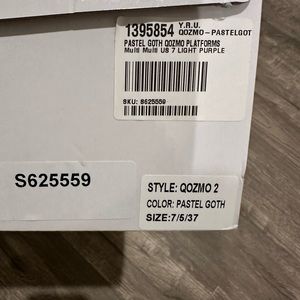 1395854 Y.R.U.
QOZMO-PASTELGOT
PASTEL GOTH QOZMO PLATFORMS
Multi Multi US 7 LIGHT PURPLE
SKU: S625559
S625559
STYLE: QOZMO 2
COLOR: PASTEL GOTH
SIZE:7/5/37